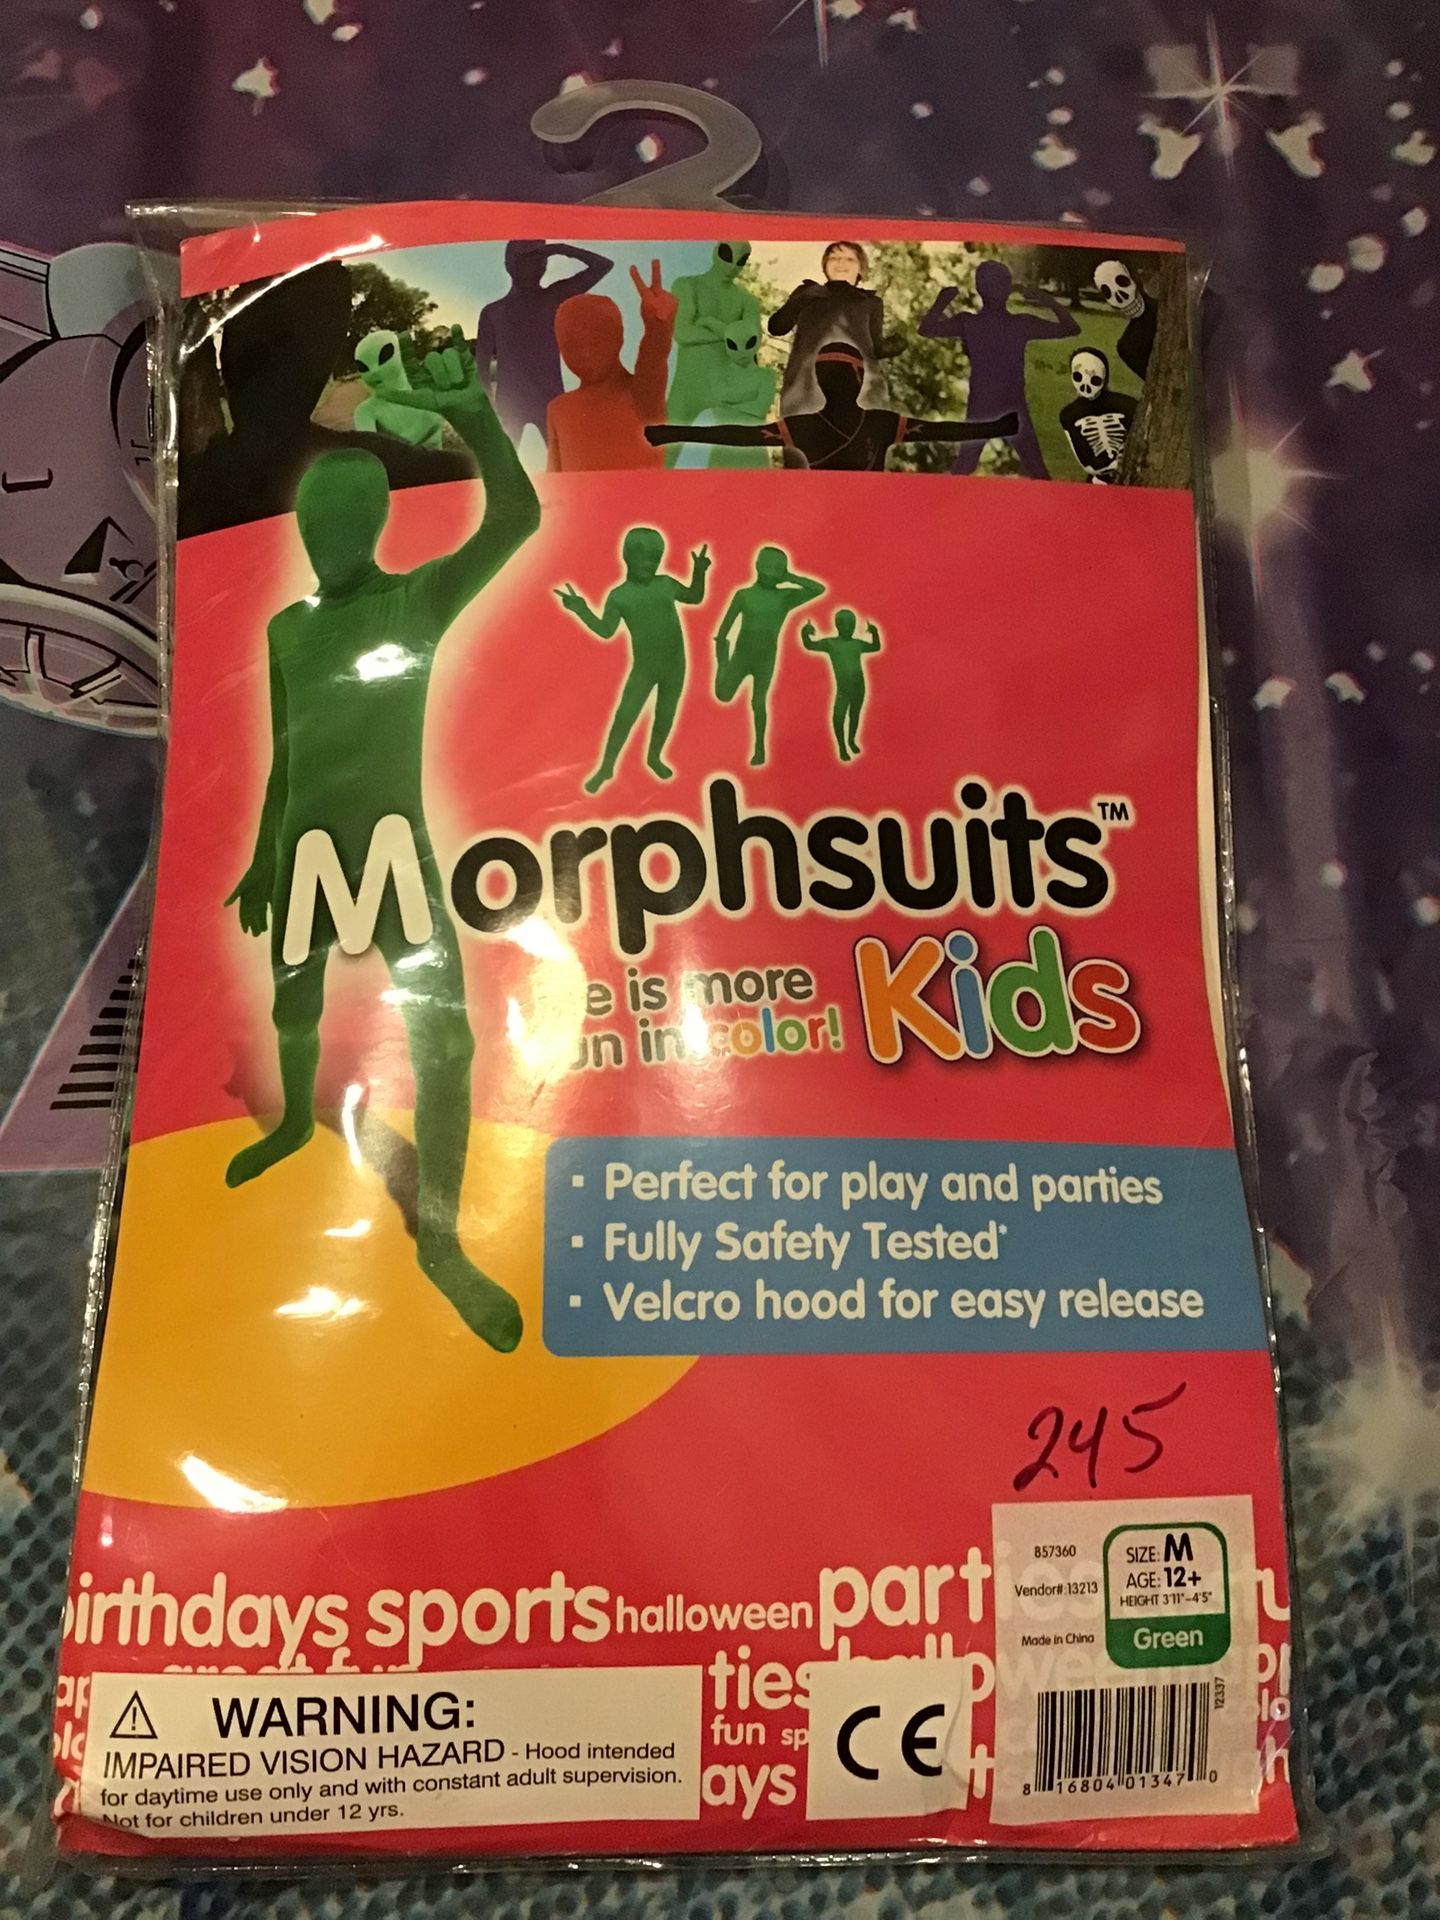 Morphsuits™
is more
in color!
Kids
▪ Perfect for play and parties
▪ Fully Safety Tested*
▪ Velcro hood for easy release
245
857360
Vendor#:13213
Made in China
SIZE: M
AGE: 12+
HEIGHT 3'11"-4'5"
Green
12337
8 16804 01347 0
sports halloween
ties
fun sp
ays
CE
WARNING:
IMPAIRED VISION HAZARD - Hood intended
for daytime use only and with constant adult supervision.
Not for children under 12 yrs.